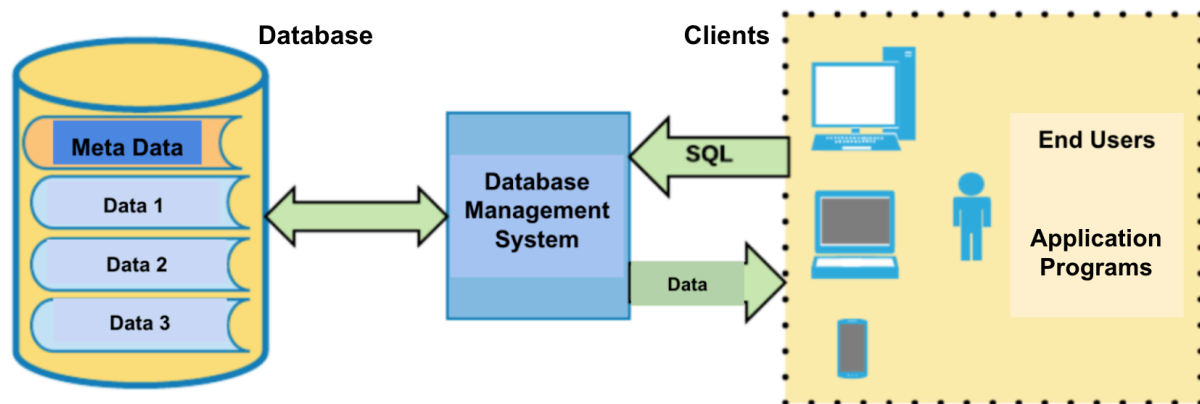 Database
Clients
Meta Data
Data 1
Data 2
Data 3
Database
Management
System
SQL
Data
End Users
Application
Programs